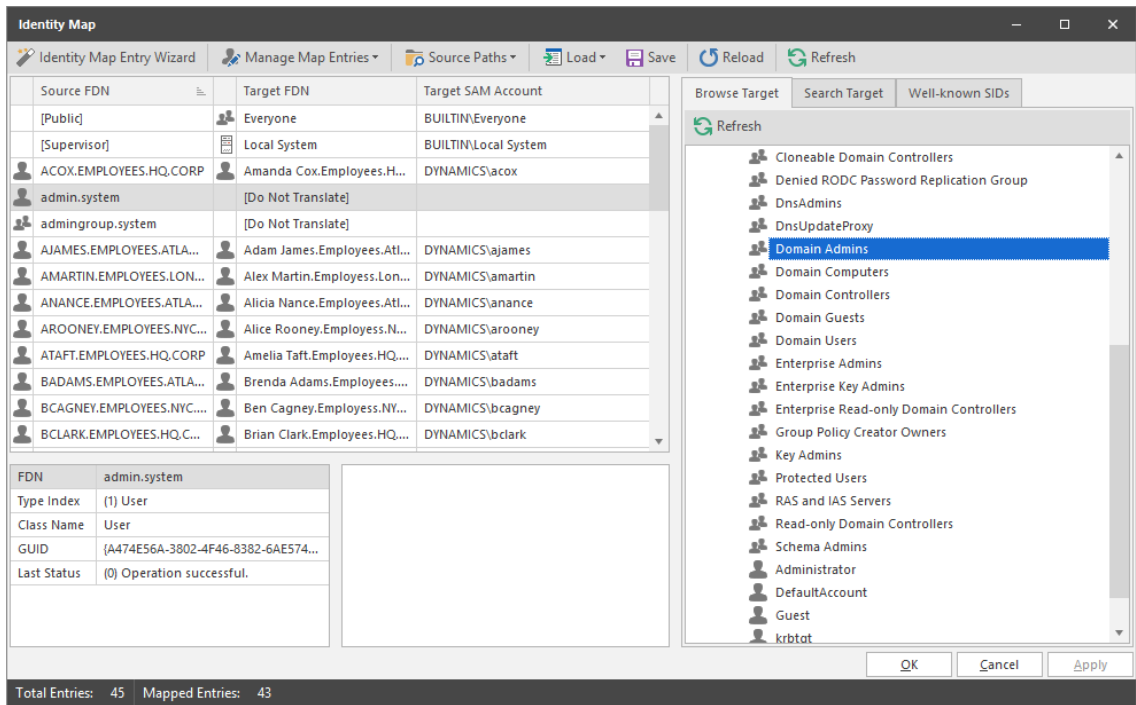 Identity Map
Identity Map Entry Wizard Manage Map Entries Source Paths Load Save Reload Refresh
Source FDN Target FDN Target SAM Account
[Public] Everyone BUILTIN\Everyone
[Supervisor] Local System BUILTIN\Local System
ACOX.EMPLOYEES.HQ.CORP Amanda Cox.Employees.H... DYNAMICS\acox
admin.system [Do Not Translate]
admingroup.system [Do Not Translate]
AJAMES.EMPLOYEES.ATLA... Adam James.Employees.Atl... DYNAMICS\ajames
AMARTIN.EMPLOYEES.LON... Alex Martin.Employess.Lon... DYNAMICS\amartin
ANANCE.EMPLOYEES.ATLA... Alicia Nance.Employees.Atl... DYNAMICS\anance
AROONEY.EMPLOYEES.NYC... Alice Rooney.Employess.N... DYNAMICS\arooney
ATAFT.EMPLOYEES.HQ.CORP Amelia Taft.Employees.HQ.... DYNAMICS\ataft
BADAMS.EMPLOYEES.ATLA... Brenda Adams.Employees.... DYNAMICS\badams
BCAGNEY.EMPLOYEES.NYC.... Ben Cagney.Employess.NY... DYNAMICS\bcagney
BCLARK.EMPLOYEES.HQ.C... Brian Clark.Employees.HQ.... DYNAMICS\bclark
FDN admin.system
Type Index (1) User
Class Name User
GUID {A474E56A-3802-4F46-8382-6AE574...
Last Status (0) Operation successful.
Browse Target Search Target Well-known SIDs
Refresh
Cloneable Domain Controllers
Denied RODC Password Replication Group
DnsAdmins
DnsUpdateProxy
Domain Admins
Domain Computers
Domain Controllers
Domain Guests
Domain Users
Enterprise Admins
Enterprise Key Admins
Enterprise Read-only Domain Controllers
Group Policy Creator Owners
Key Admins
Protected Users
RAS and IAS Servers
Read-only Domain Controllers
Schema Admins
Administrator
DefaultAccount
Guest
krbtgt
OK Cancel Apply
Total Entries: 45 Mapped Entries: 43